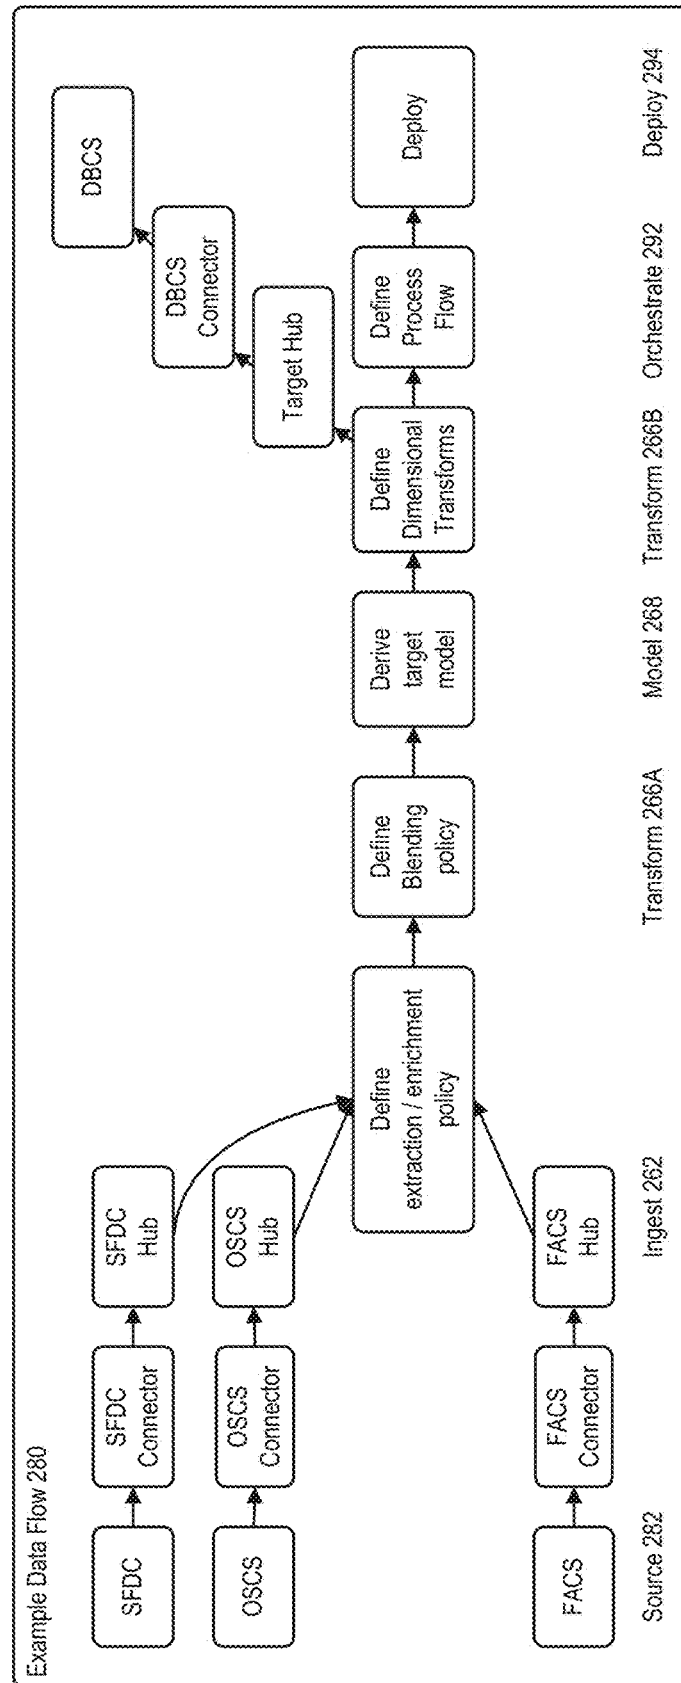 Example Data Flow 280
SFDC
SFDC
Connector
SFDC
Hub
OSCS
OSCS
Connector
OSCS
Hub
FACS
FACS
Connector
FACS
Hub
Define
extraction / enrichment
policy
Define
Blending
policy
Derive
target
model
Define
Dimensional
Transforms
Target Hub
DBCS
Connector
DBCS
Define
Process
Flow
Deploy
Source 282
Ingest 262
Transform 266A
Model 268
Transform 266B
Orchestrate 292
Deploy 294